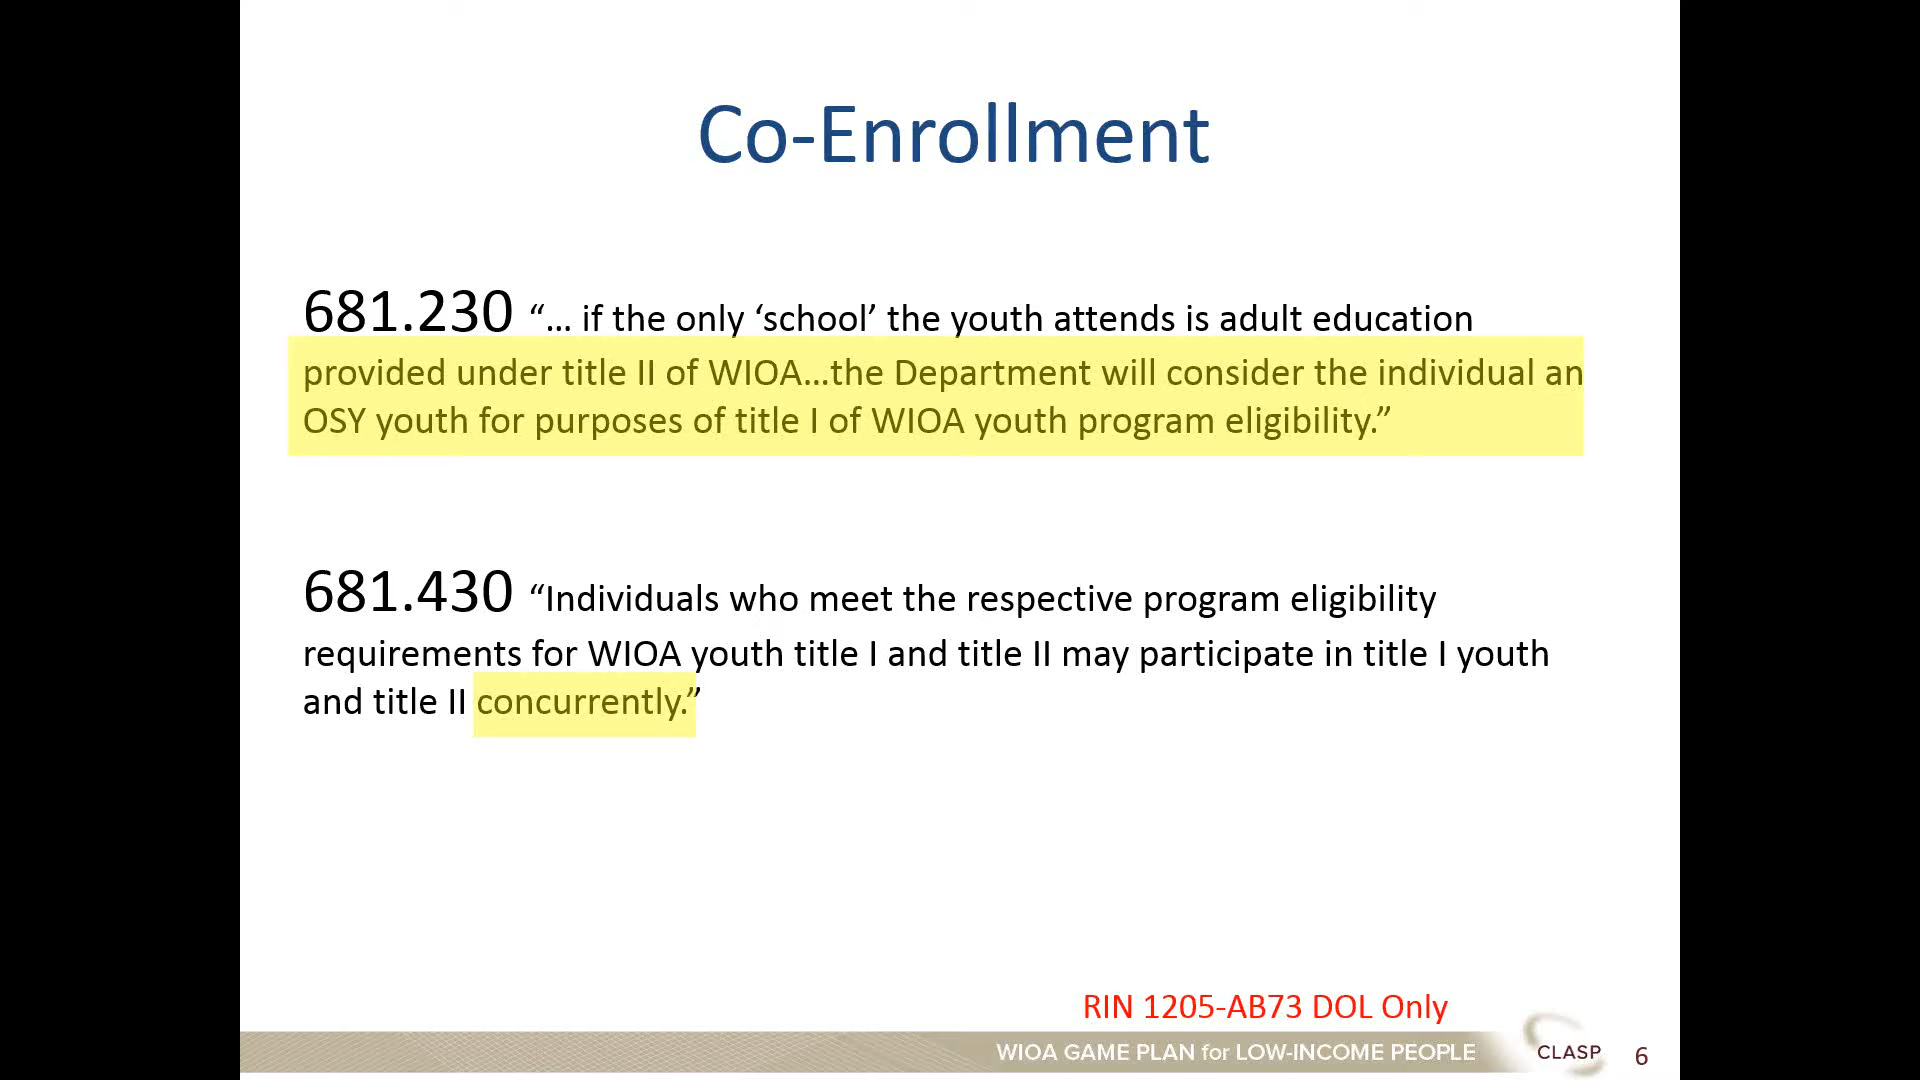 Co-Enrollment
681.230 “... if the only ‘school’ the youth attends is adult education
provided under title II of WIOA...the Department will consider the individual an
OSY youth for purposes of title I of WIOA youth program eligibility.”
681.430 “Individuals who meet the respective program eligibility
requirements for WIOA youth title I and title II may participate in title I youth
and title II concurrently.”
RIN 1205-AB73 DOL Only
WIOA GAME PLAN for LOW-INCOME PEOPLE
CLASP
6